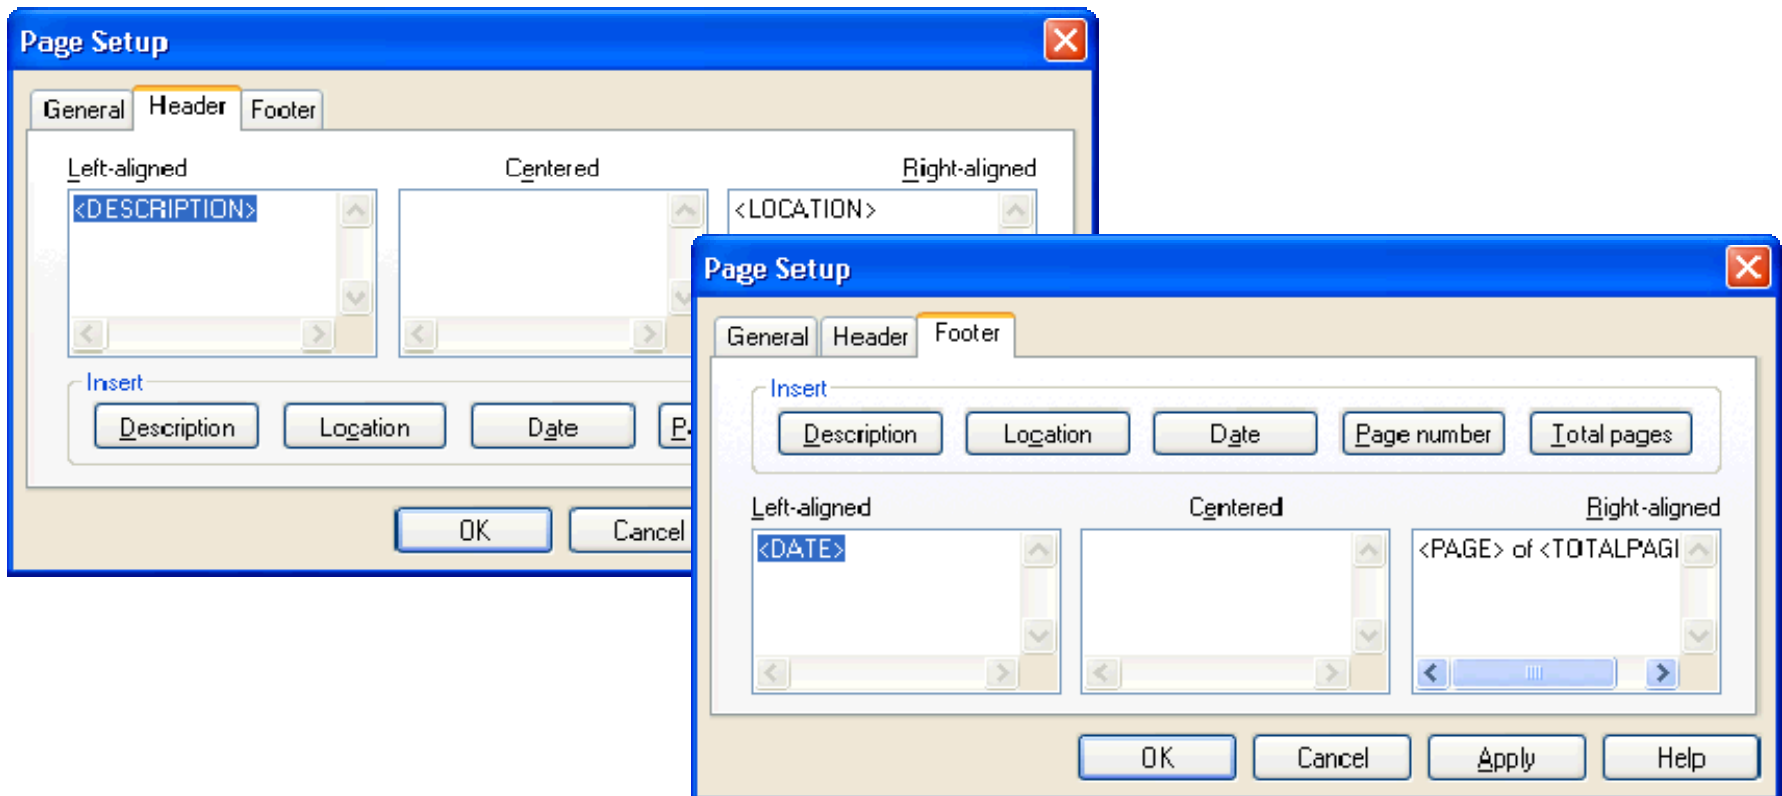 Page Setup
General Header Footer
Left-aligned Centered Right-aligned
<DESCRIPTION> <LOCATION>
Insert
Description Location Date
OK Cancel
Page Setup
General Header Footer
Insert
Description Location Date Page number Total pages
Left-aligned Centered Right-aligned
<DATE> <PAGE> of <TOTALPAG
OK Cancel Apply Help